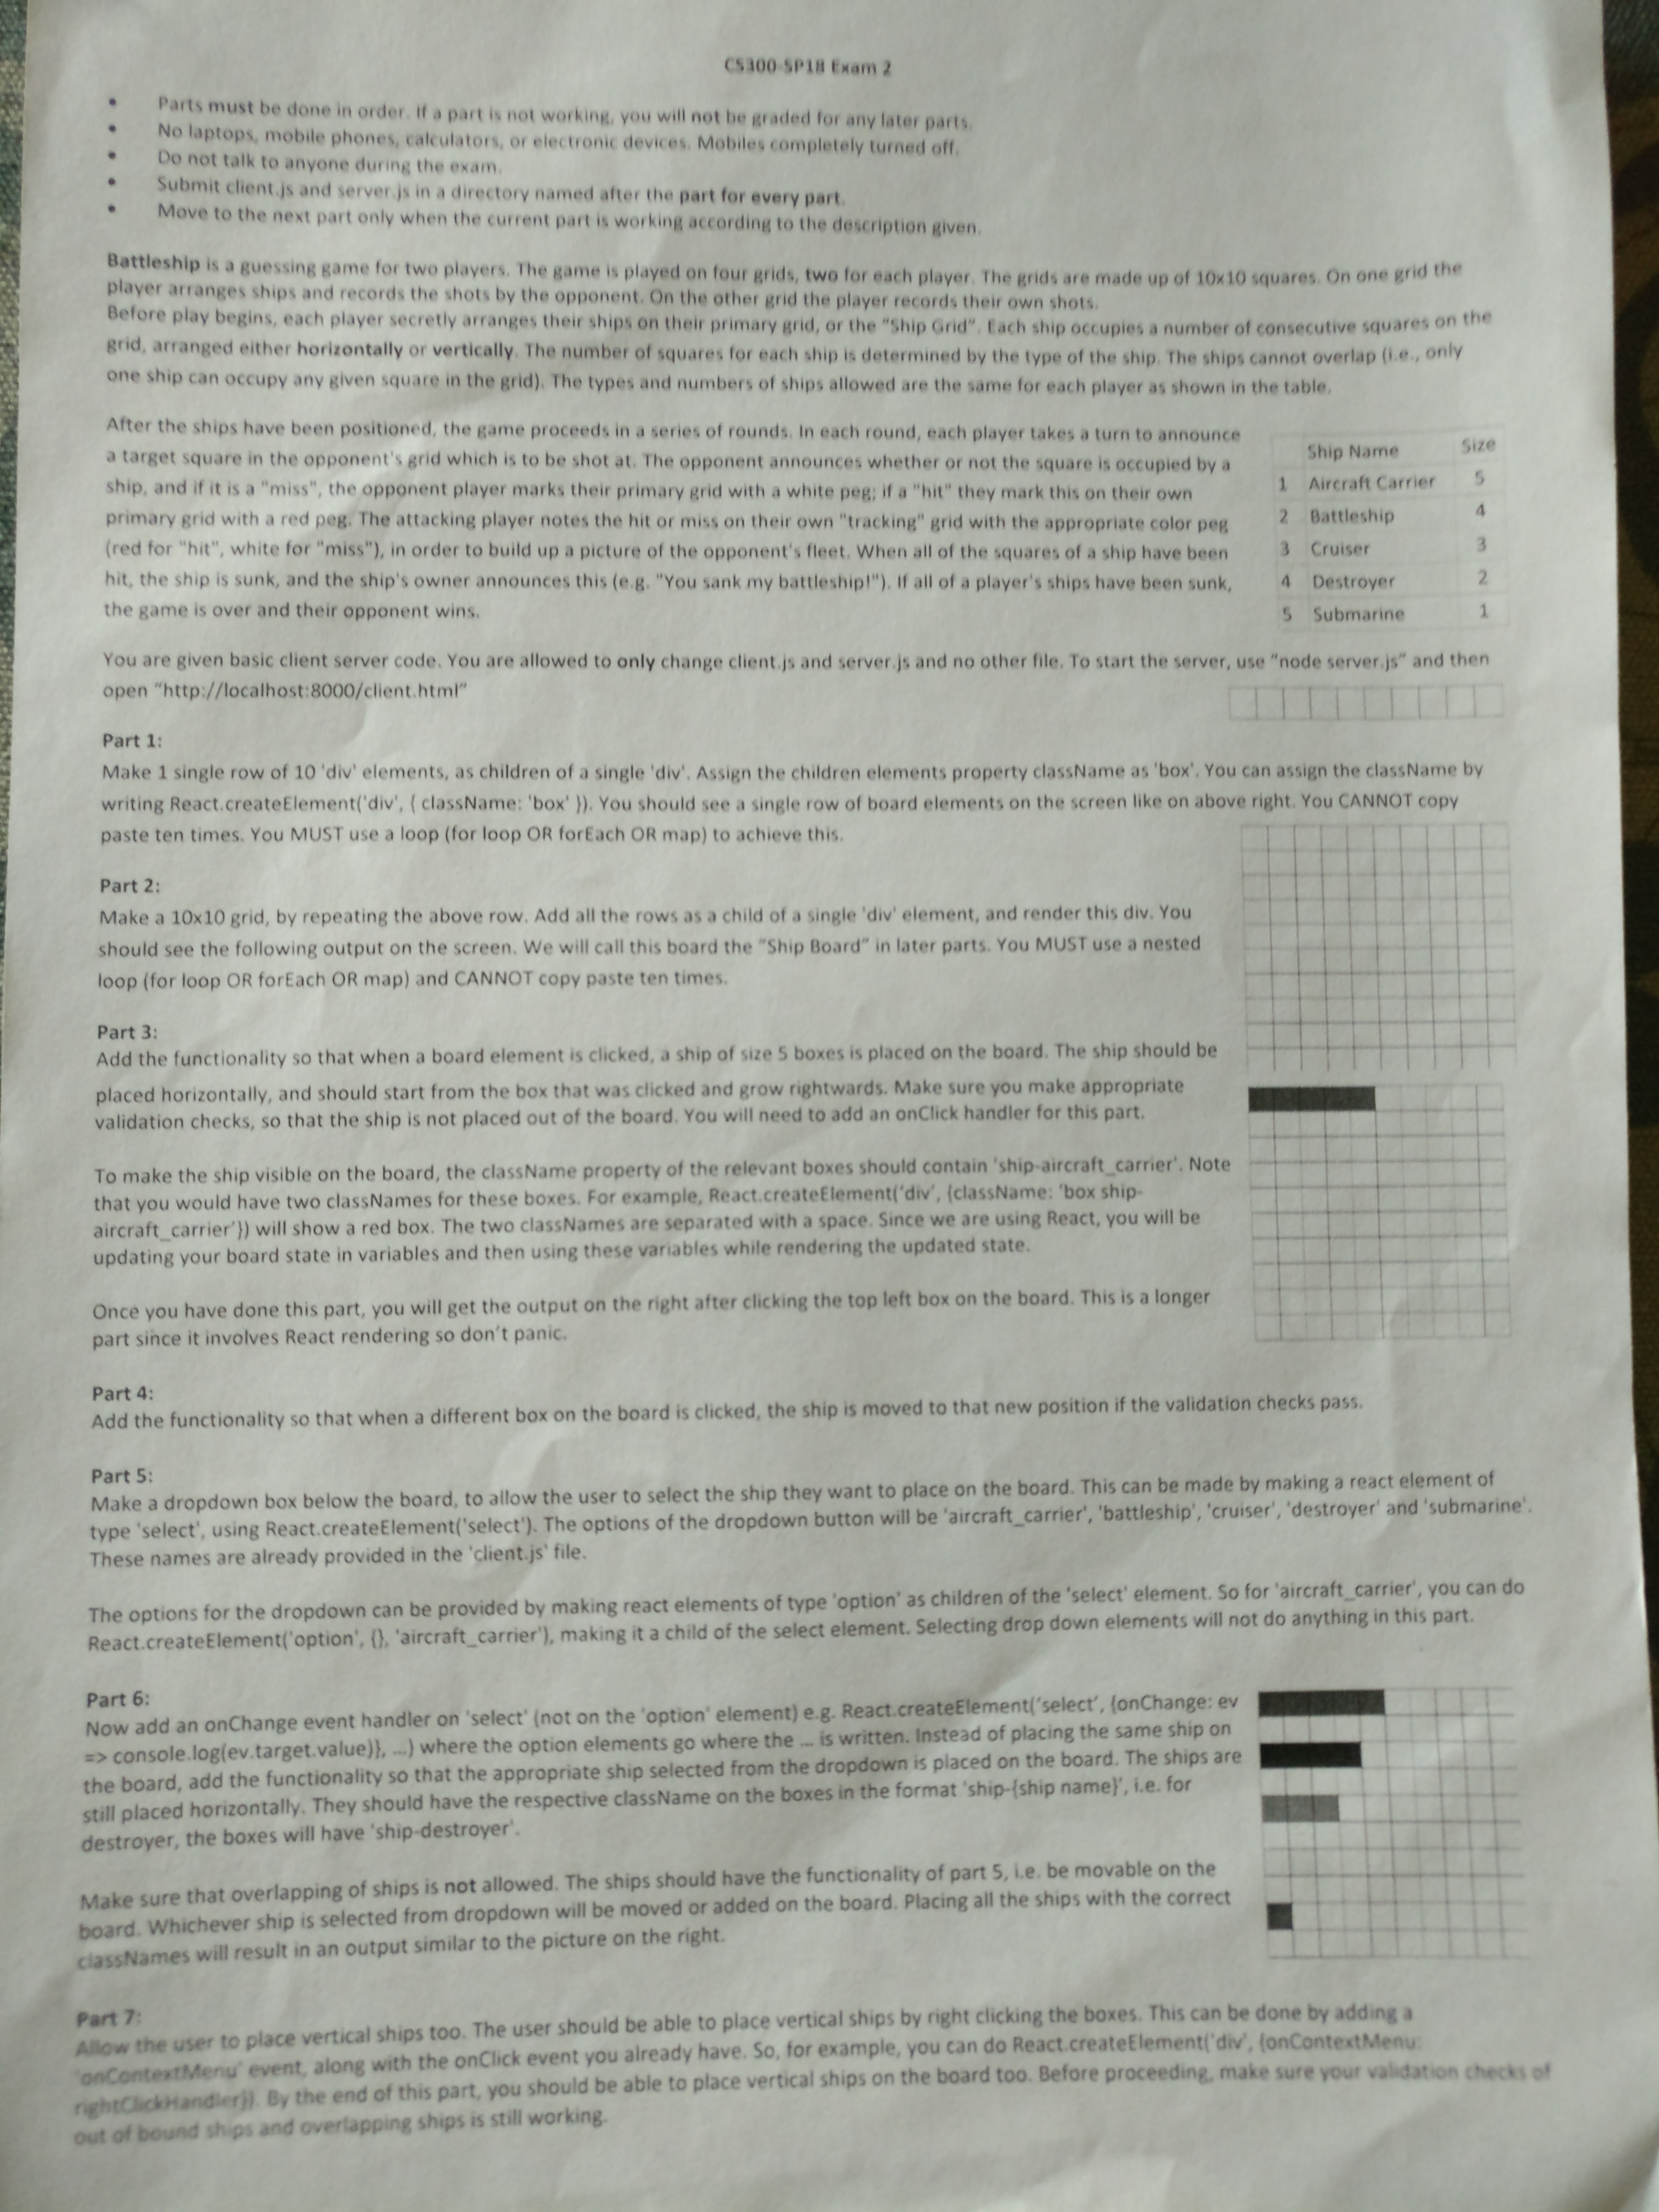 CS300 SP18 Exam 2
• Parts must be done in order. If a part is not working, you will not be graded for any later parts.
• No laptops, mobile phones, calculators, or electronic devices. Mobiles completely turned off.
• Do not talk to anyone during the exam.
• Submit client.js and server.js in a directory named after the part for every part.
• Move to the next part only when the current part is working according to the description given.
Battleship is a guessing game for two players. The game is played on four grids, two for each player. The grids are made up of 10x10 squares. On one grid the
player arranges ships and records the shots by the opponent. On the other grid the player records their own shots.
Before play begins, each player secretly arranges their ships on their primary grid, or the "Ship Grid". Each ship occupies a number of consecutive squares on the
grid, arranged either horizontally or vertically. The number of squares for each ship is determined by the type of the ship. The ships cannot overlap (i.e., only
one ship can occupy any given square in the grid). The types and numbers of ships allowed are the same for each player as shown in the table.
After the ships have been positioned, the game proceeds in a series of rounds. In each round, each player takes a turn to announce
a target square in the opponent's grid which is to be shot at. The opponent announces whether or not the square is occupied by a
ship, and if it is a "miss", the opponent player marks their primary grid with a white peg; if a "hit" they mark this on their own
primary grid with a red peg. The attacking player notes the hit or miss on their own "tracking" grid with the appropriate color peg
(red for "hit", white for "miss"), in order to build up a picture of the opponent's fleet. When all of the squares of a ship have been
hit, the ship is sunk, and the ship's owner announces this (e.g. "You sank my battleship!"). If all of a player's ships have been sunk,
the game is over and their opponent wins.
Ship Name Size
1 Aircraft Carrier 5
2 Battleship 4
3 Cruiser 3
4 Destroyer 2
5 Submarine 1
You are given basic client server code. You are allowed to only change client.js and server.js and no other file. To start the server, use "node server.js" and then
open "http://localhost:8000/client.html"
Part 1:
Make 1 single row of 10 'div' elements, as children of a single 'div'. Assign the children elements property className as 'box'. You can assign the className by
writing React.createElement('div', { className: 'box' }). You should see a single row of board elements on the screen like on above right. You CANNOT copy
paste ten times. You MUST use a loop (for loop OR forEach OR map) to achieve this.
Part 2:
Make a 10x10 grid, by repeating the above row. Add all the rows as a child of a single 'div' element, and render this div. You
should see the following output on the screen. We will call this board the "Ship Board" in later parts. You MUST use a nested
loop (for loop OR forEach OR map) and CANNOT copy paste ten times.
Part 3:
Add the functionality so that when a board element is clicked, a ship of size 5 boxes is placed on the board. The ship should be
placed horizontally, and should start from the box that was clicked and grow rightwards. Make sure you make appropriate
validation checks, so that the ship is not placed out of the board. You will need to add an onClick handler for this part.
To make the ship visible on the board, the className property of the relevant boxes should contain 'ship-aircraft_carrier'. Note
that you would have two classNames for these boxes. For example, React.createElement('div', {className: 'box ship-
aircraft_carrier'}) will show a red box. The two classNames are separated with a space. Since we are using React, you will be
updating your board state in variables and then using these variables while rendering the updated state.
Once you have done this part, you will get the output on the right after clicking the top left box on the board. This is a longer
part since it involves React rendering so don't panic.
Part 4:
Add the functionality so that when a different box on the board is clicked, the ship is moved to that new position if the validation checks pass.
Part 5:
Make a dropdown box below the board, to allow the user to select the ship they want to place on the board. This can be made by making a react element of
type 'select', using React.createElement('select'). The options of the dropdown button will be 'aircraft_carrier', 'battleship', 'cruiser', 'destroyer' and 'submarine'.
These names are already provided in the 'client.js' file.
The options for the dropdown can be provided by making react elements of type 'option' as children of the 'select' element. So for 'aircraft_carrier', you can do
React.createElement('option', {}, 'aircraft_carrier'), making it a child of the select element. Selecting drop down elements will not do anything in this part.
Part 6:
Now add an onChange event handler on 'select' (not on the 'option' element) e.g. React.createElement('select', {onChange: ev
=> console.log(ev.target.value)}, ...) where the option elements go where the ... is written. Instead of placing the same ship on
the board, add the functionality so that the appropriate ship selected from the dropdown is placed on the board. The ships are
still placed horizontally. They should have the respective className on the boxes in the format 'ship-{ship name}', i.e. for
destroyer, the boxes will have 'ship-destroyer'.
Make sure that overlapping of ships is not allowed. The ships should have the functionality of part 5, i.e. be movable on the
board. Whichever ship is selected from dropdown will be moved or added on the board. Placing all the ships with the correct
classNames will result in an output similar to the picture on the right.
Part 7:
Allow the user to place vertical ships too. The user should be able to place vertical ships by right clicking the boxes. This can be done by adding a
'onContextMenu' event, along with the onClick event you already have. So, for example, you can do React.createElement('div', {onContextMenu:
rightClickHandler}). By the end of this part, you should be able to place vertical ships on the board too. Before proceeding, make sure your validation checks of
out of bound ships and overlapping ships is still working.